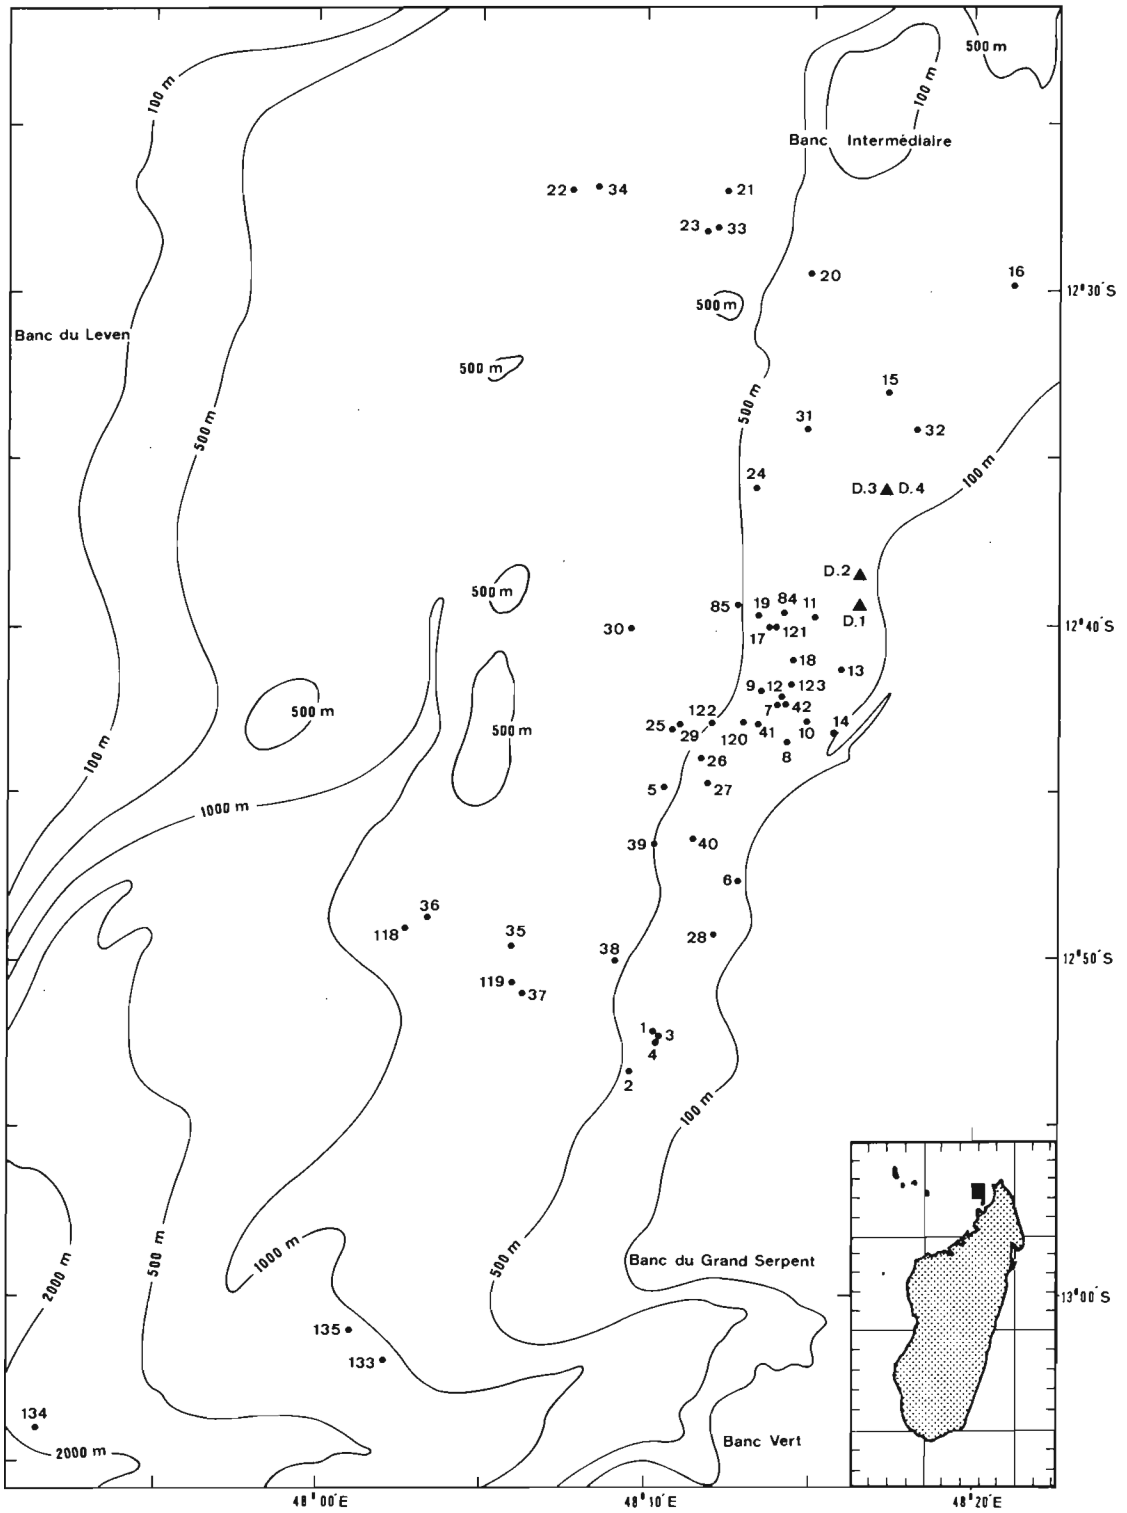 500 m
100 m
100 m
Banc Intermédiaire
22
34
21
23
33
20
16
12°30'S
500 m
Banc du Leven
500 m
15
500 m
31
32
500 m
24
100 m
D.3
D.4
D.2
500 m
85
19
84
11
D.1
30
17
121
12°40'S
18
13
9
12
123
500 m
122
7
42
14
25
29
120
41
10
500 m
8
100 m
26
5
27
1000 m
39
40
6
36
118
35
28
38
12°50'S
119
37
1
3
4
2
100 m
500 m
1000 m
500 m
Banc du Grand Serpent
2000 m
13°00'S
135
133
134
Banc Vert
2000 m
48°00'E
48°10'E
48°20'E